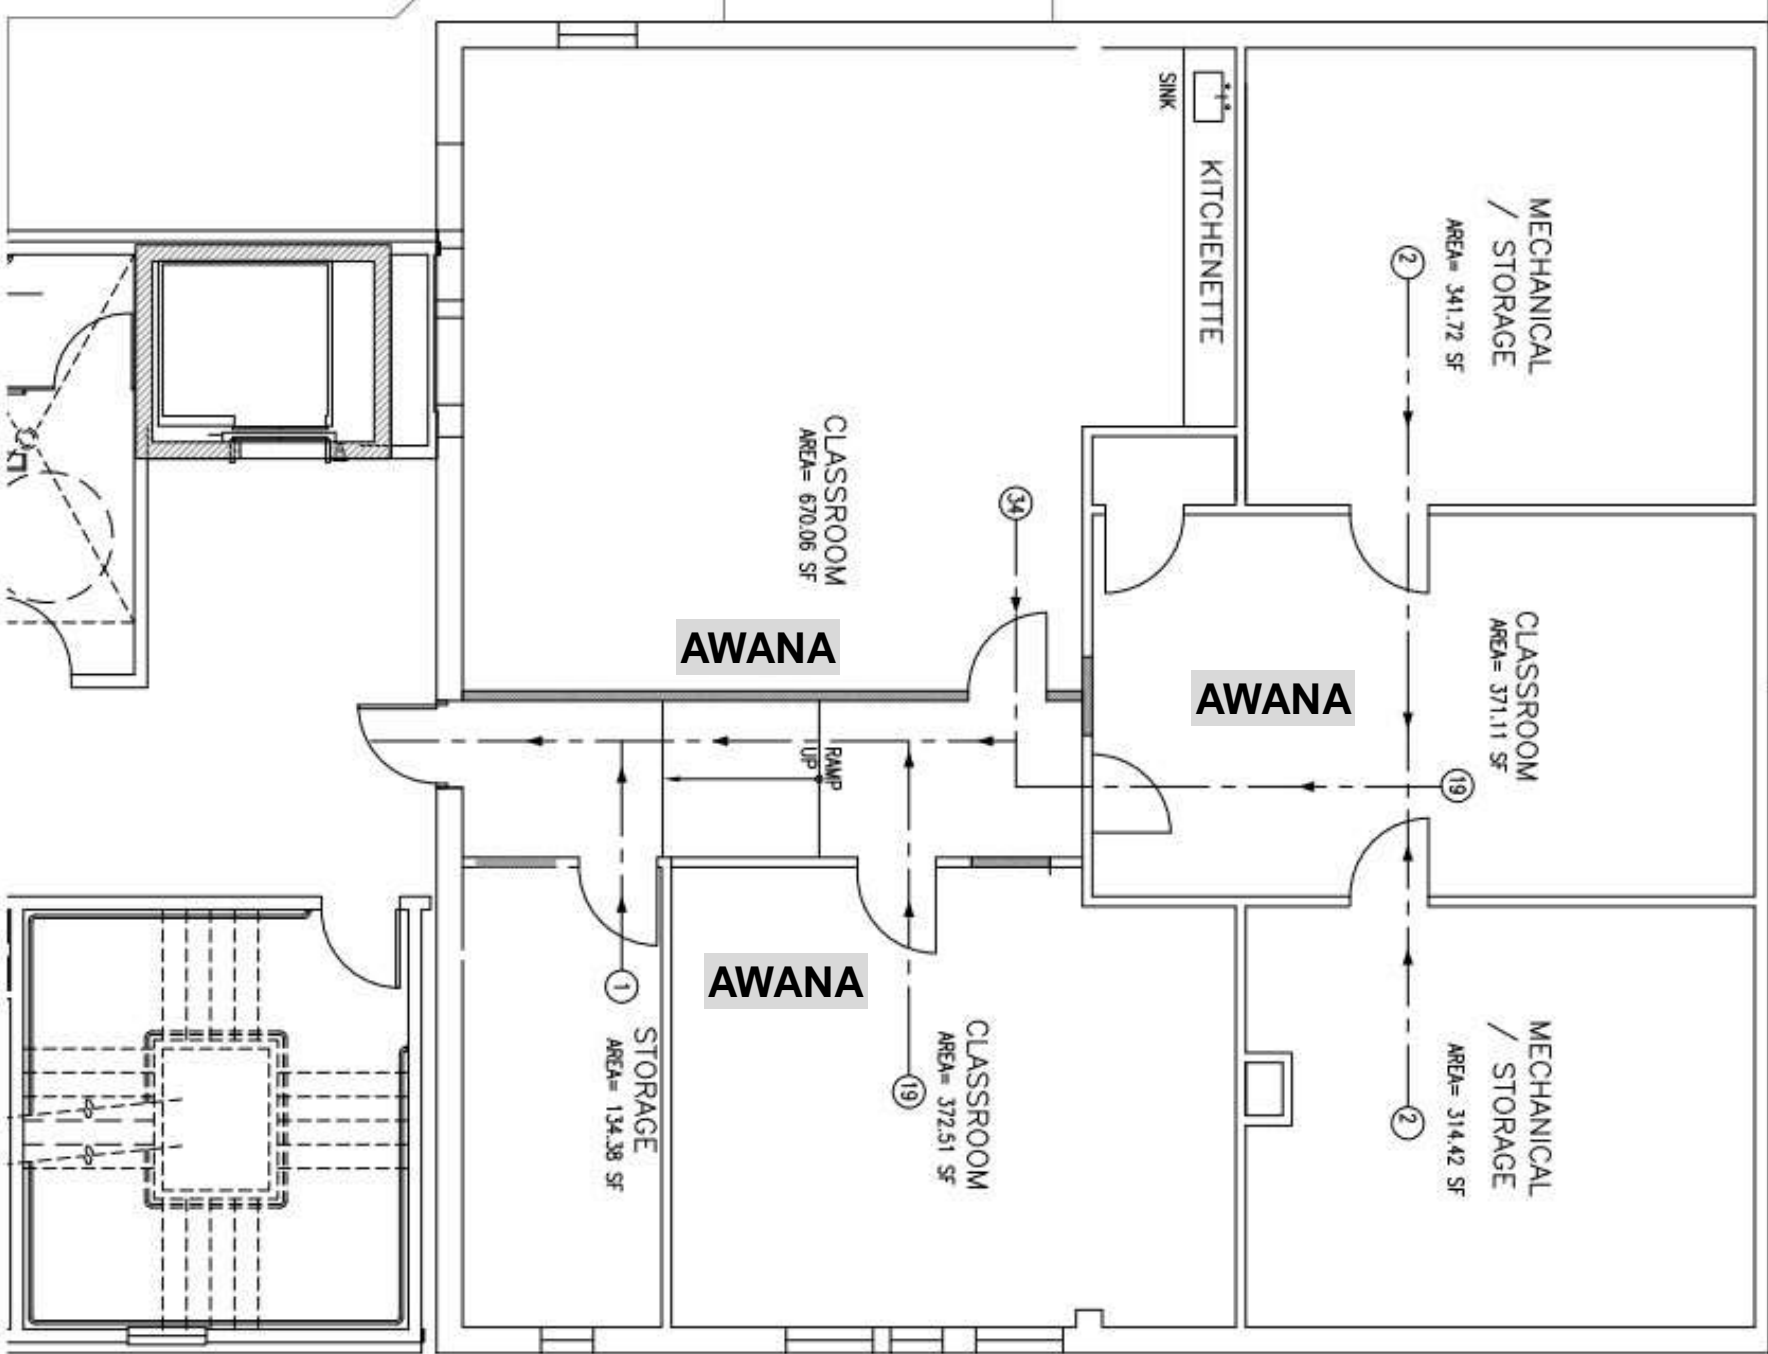 SINK
KITCHENETTE
MECHANICAL
/ STORAGE
AREA= 341.72 SF
2
CLASSROOM
AREA= 670.06 SF
34
AWANA
CLASSROOM
AREA= 371.11 SF
AWANA
19
RAMP
UP
AWANA
1
STORAGE
AREA= 134.38 SF
CLASSROOM
AREA= 372.51 SF
19
MECHANICAL
/ STORAGE
AREA= 314.42 SF
2